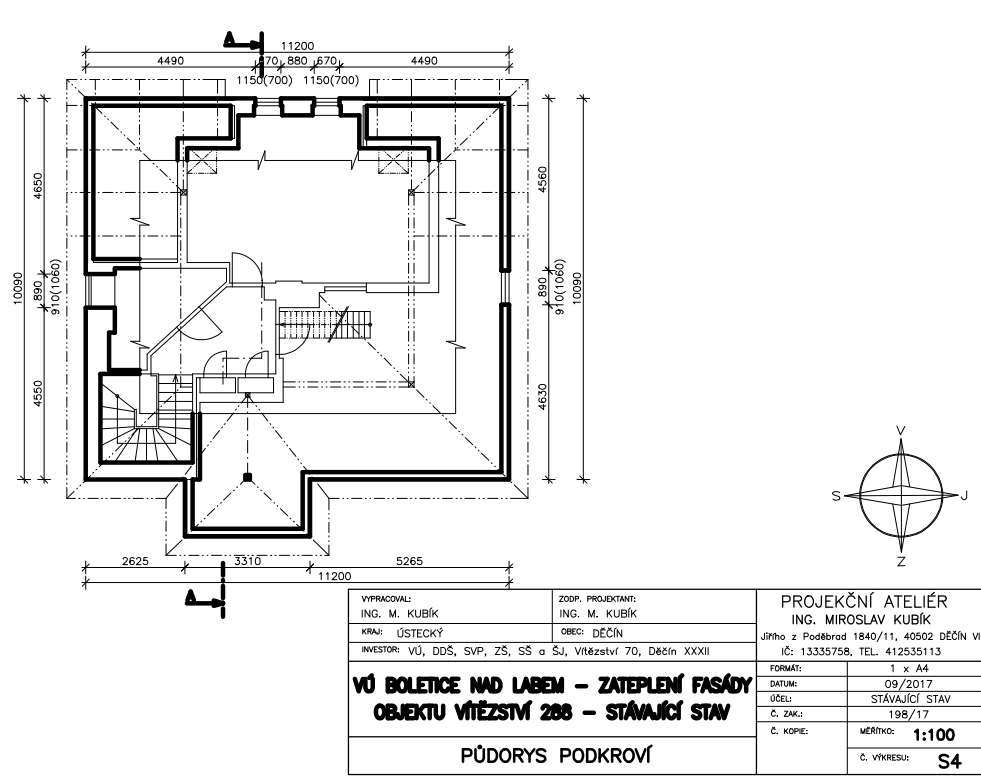 A
11200
4490 670 880 670 4490
1150(700) 1150(700)
10090
4650
890
910(1060)
4550
4560
890
910(1060)
4630
10090
V
S
J
Z
2625 3310 5265
11200
A
VYPRACOVAL:
ING. M. KUBÍK
ZODP. PROJEKTANT:
ING. M. KUBÍK
KRAJ: ÚSTECKÝ
OBEC: DĚČÍN
INVESTOR: VÚ, DDŠ, SVP, ZŠ, SŠ a ŠJ, Vítězství 70, Děčín XXXII
VÚ BOLETICE NAD LABEM – ZATEPLENÍ FASÁDY
OBJEKTU VÍTĚZSTVÍ 288 – STÁVAJÍCÍ STAV
PŮDORYS PODKROVÍ
PROJEKČNÍ ATELIÉR
ING. MIROSLAV KUBÍK
Jiřího z Poděbrad 1840/11, 40502 DĚČÍN VI
IČ: 13335758, TEL. 412535113
FORMÁT: 1 x A4
DATUM: 09/2017
ÚČEL: STÁVAJÍCÍ STAV
Č. ZAK.: 198/17
Č. KOPIE:
MĚŘÍTKO: 1:100
Č. VÝKRESU: S4